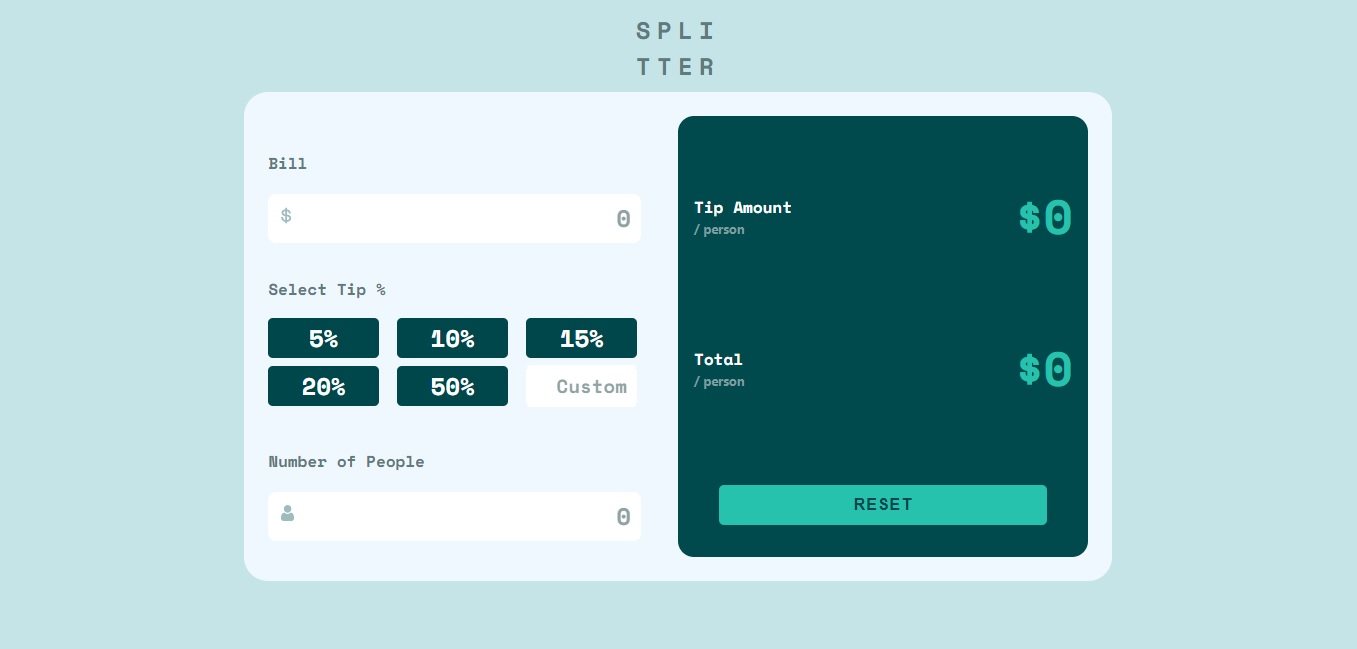 SPLI
TTER
Bill
$ 0
Select Tip %
5% 10% 15%
20% 50% Custom
Number of People
0
Tip Amount
/ person
$0
Total
/ person
$0
RESET